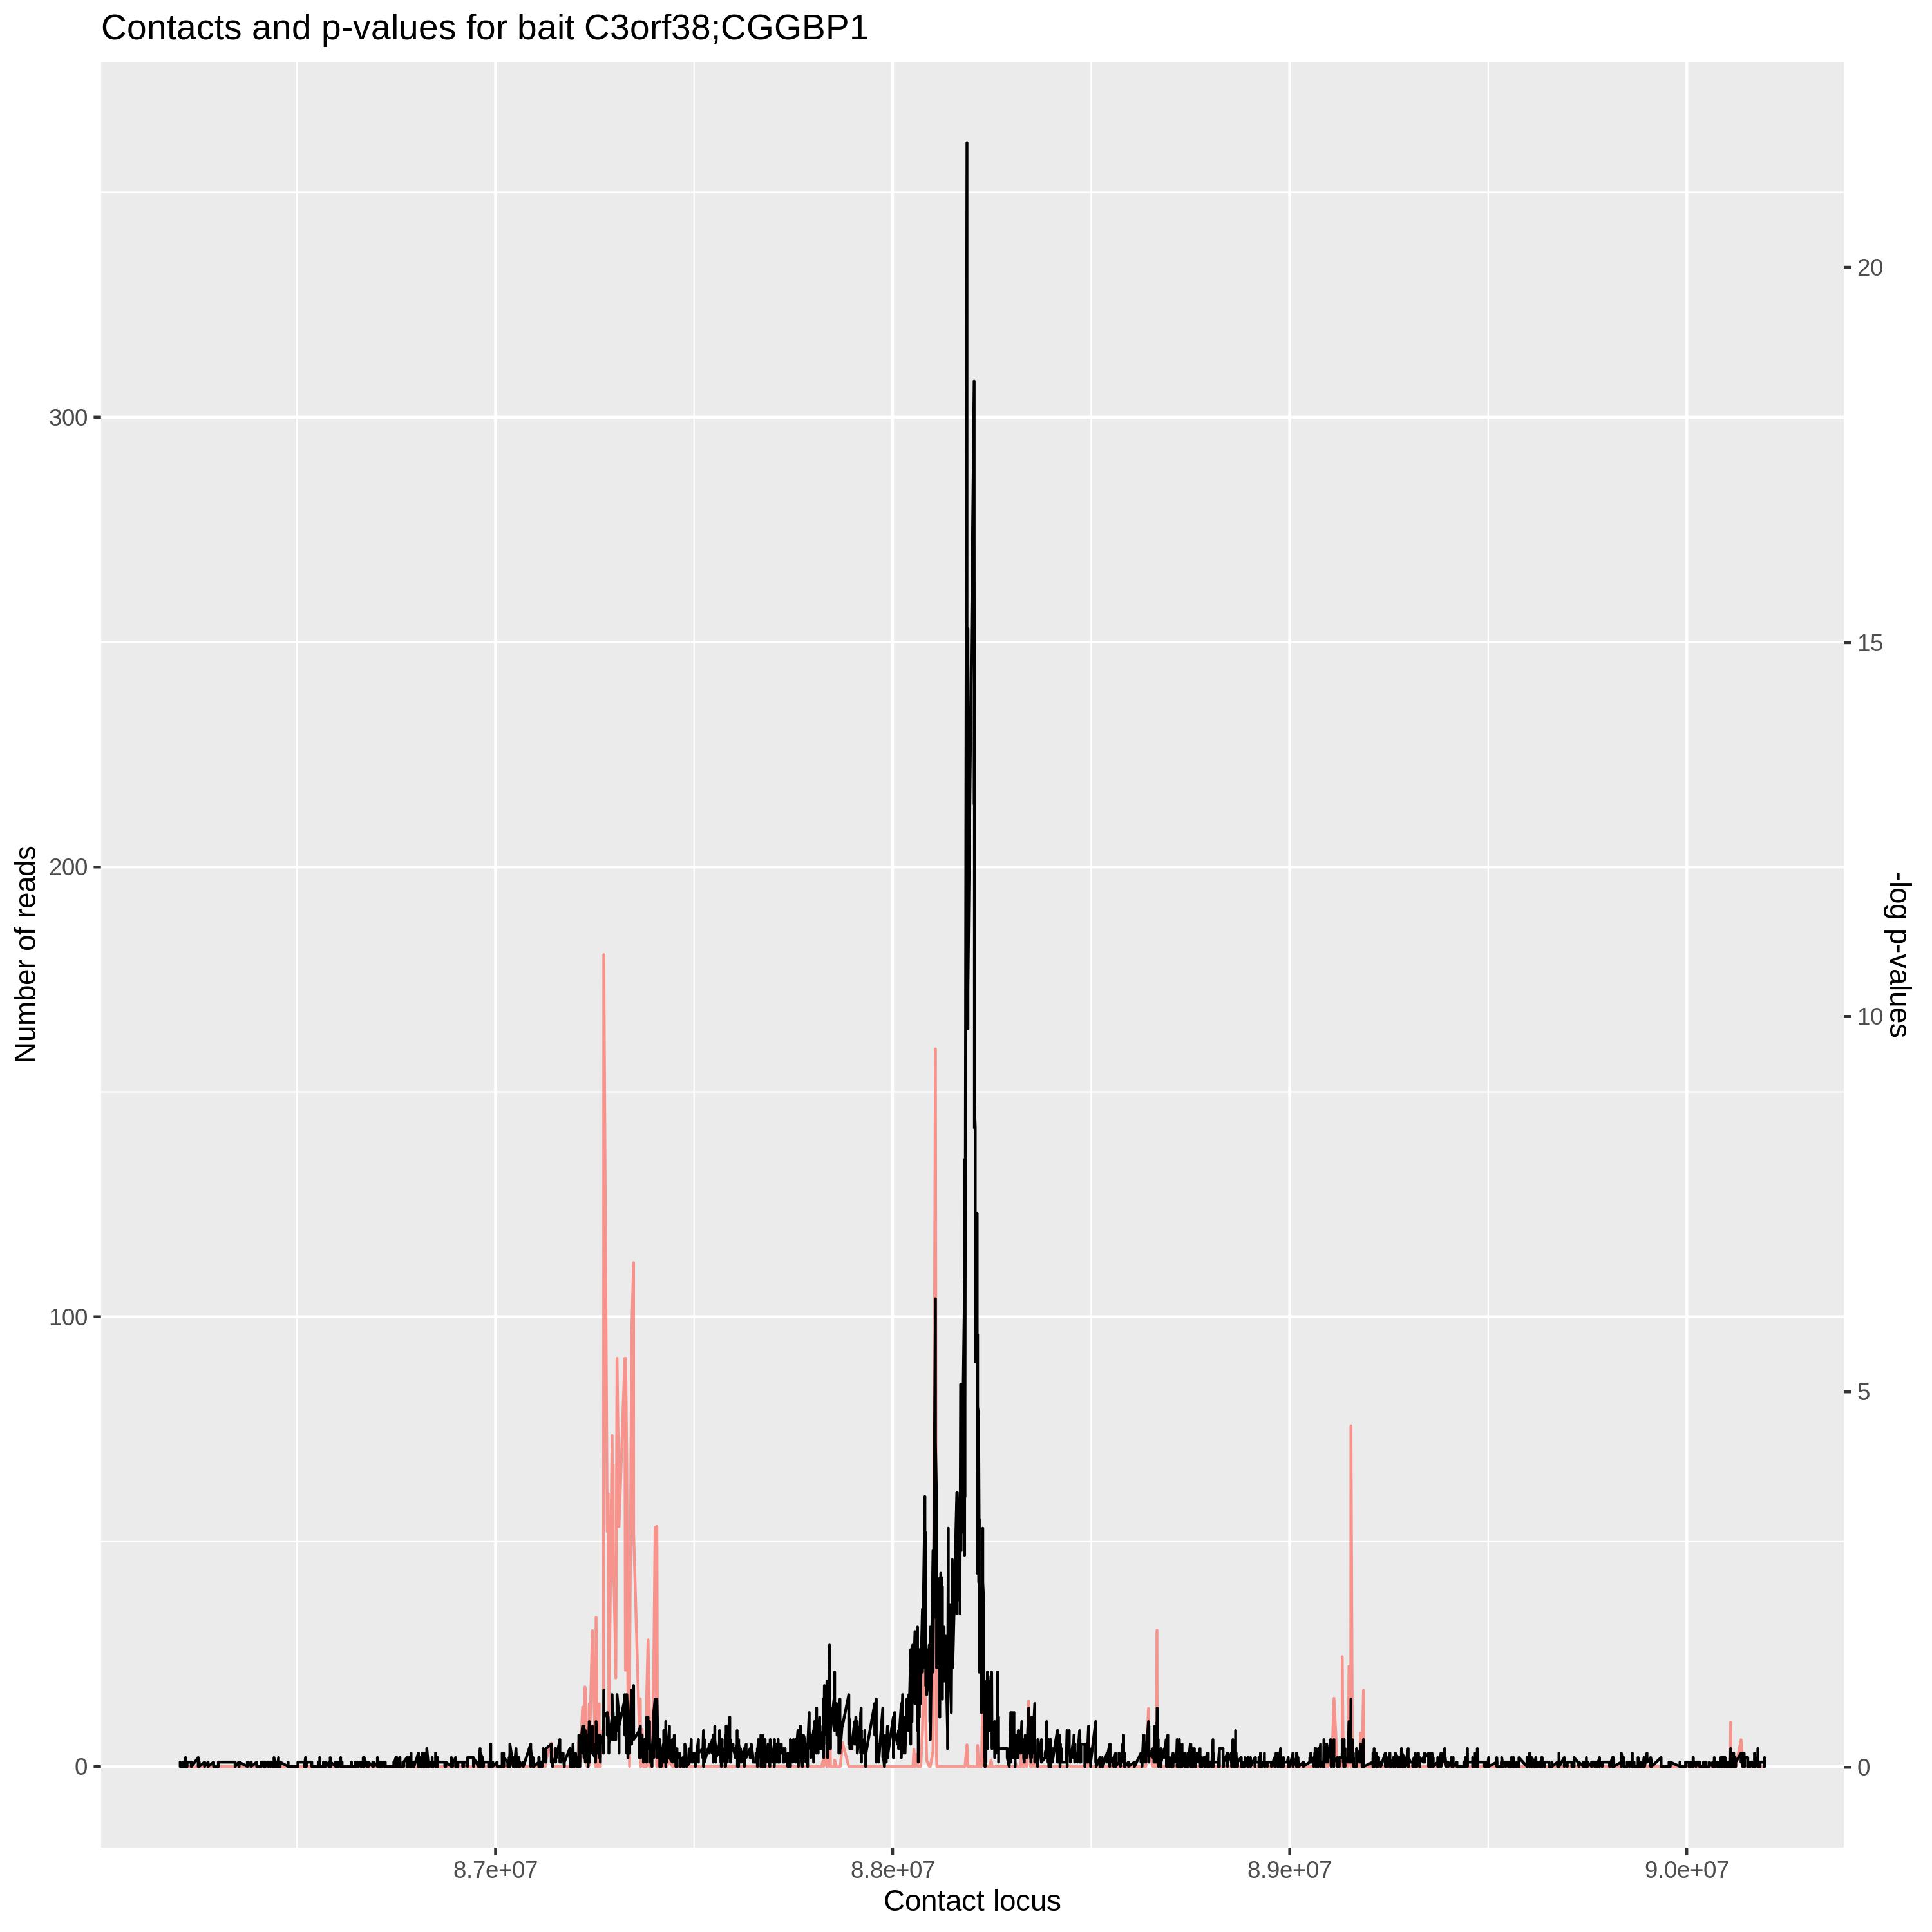 Contacts and p-values for bait C3orf38;CGGBP1
Number of reads
300
200
100
0
20
15
10
5
0
-log p-values
8.7e+07
8.8e+07
8.9e+07
9.0e+07
Contact locus